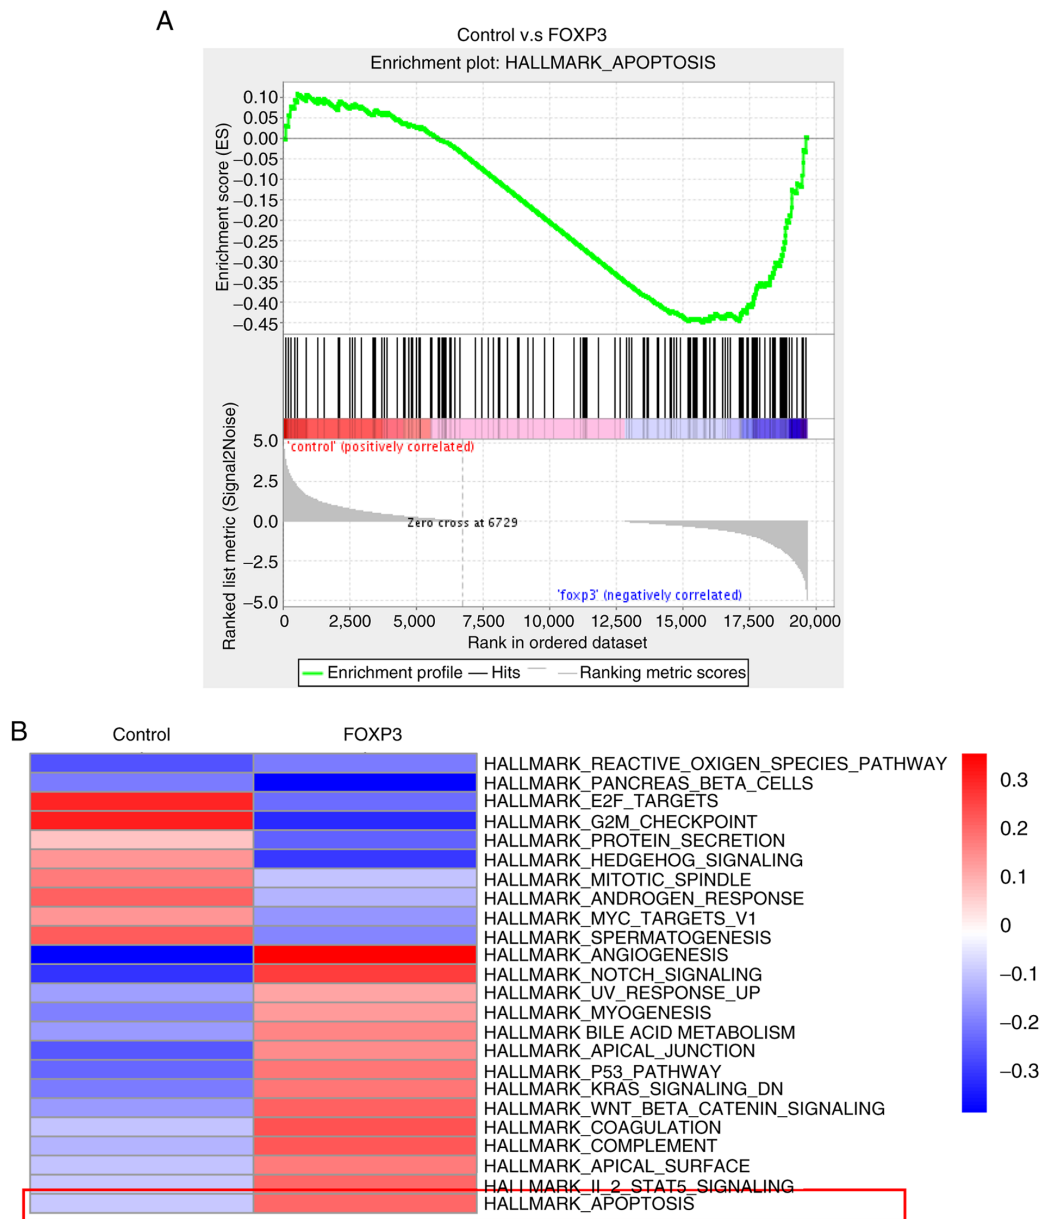 A
Control v.s FOXP3
Enrichment plot: HALLMARK_APOPTOSIS
Enrichment score (ES)
0.10
0.05
0.00
−0.05
−0.10
−0.15
−0.20
−0.25
−0.30
−0.35
−0.40
−0.45
Ranked list metric (Signal2Noise)
5.0
2.5
0.0
−2.5
−5.0
'control' (positively correlated)
Zero cross at 6729
'foxp3' (negatively correlated)
0 2,500 5,000 7,500 10,000 12,500 15,000 17,500 20,000
Rank in ordered dataset
Enrichment profile Hits Ranking metric scores
B
Control FOXP3
HALLMARK_REACTIVE_OXIGEN_SPECIES_PATHWAY
HALLMARK_PANCREAS_BETA_CELLS
HALLMARK_E2F_TARGETS
HALLMARK_G2M_CHECKPOINT
HALLMARK_PROTEIN_SECRETION
HALLMARK_HEDGEHOG_SIGNALING
HALLMARK_MITOTIC_SPINDLE
HALLMARK_ANDROGEN_RESPONSE
HALLMARK_MYC_TARGETS_V1
HALLMARK_SPERMATOGENESIS
HALLMARK_ANGIOGENESIS
HALLMARK_NOTCH_SIGNALING
HALLMARK_UV_RESPONSE_UP
HALLMARK_MYOGENESIS
HALLMARK BILE ACID METABOLISM
HALLMARK_APICAL_JUNCTION
HALLMARK_P53_PATHWAY
HALLMARK_KRAS_SIGNALING_DN
HALLMARK_WNT_BETA_CATENIN_SIGNALING
HALLMARK_COAGULATION
HALLMARK_COMPLEMENT
HALLMARK_APICAL_SURFACE
HALLMARK_Il_2_STAT5_SIGNALING
HALLMARK_APOPTOSIS
0.3
0.2
0.1
0
−0.1
−0.2
−0.3